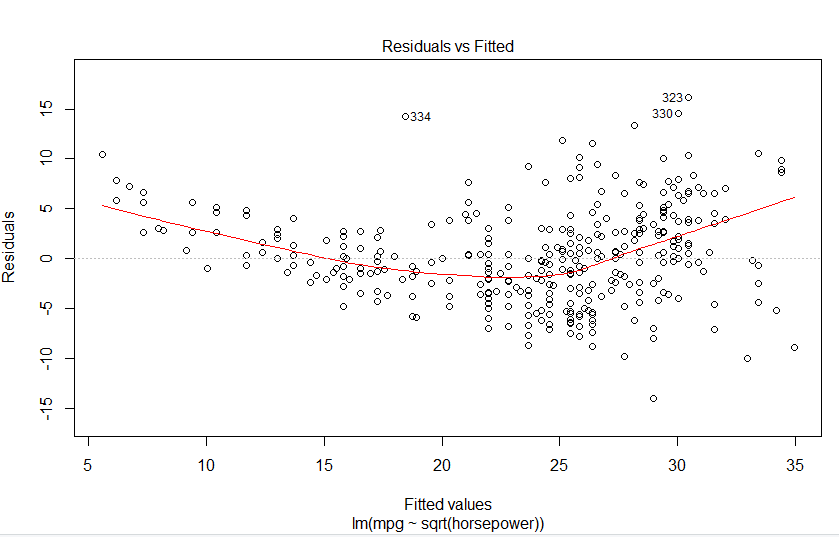 Residuals vs Fitted
Residuals
15
10
5
0
-5
-10
-15
323
330
334
5 10 15 20 25 30 35
Fitted values
lm(mpg ~ sqrt(horsepower))